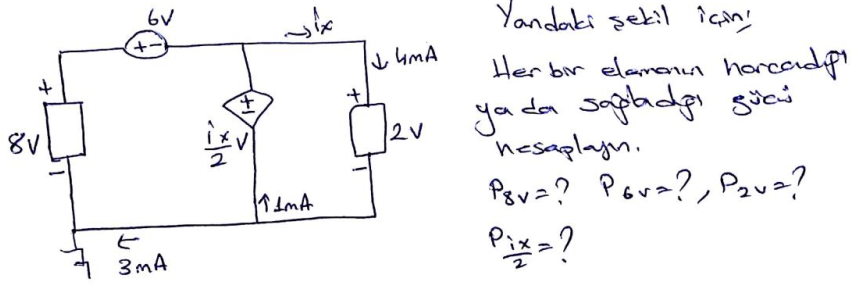 6V
+ -
ix
4mA
+
8V
-
±
ix/2 V
+
2V
-
1mA
3mA
Yandaki şekil için;
Her bir elemanın harcadığı
ya da sağladığı gücü
hesaplayın.
P8V=? P6V=?, P2V=?
Pix/2=?